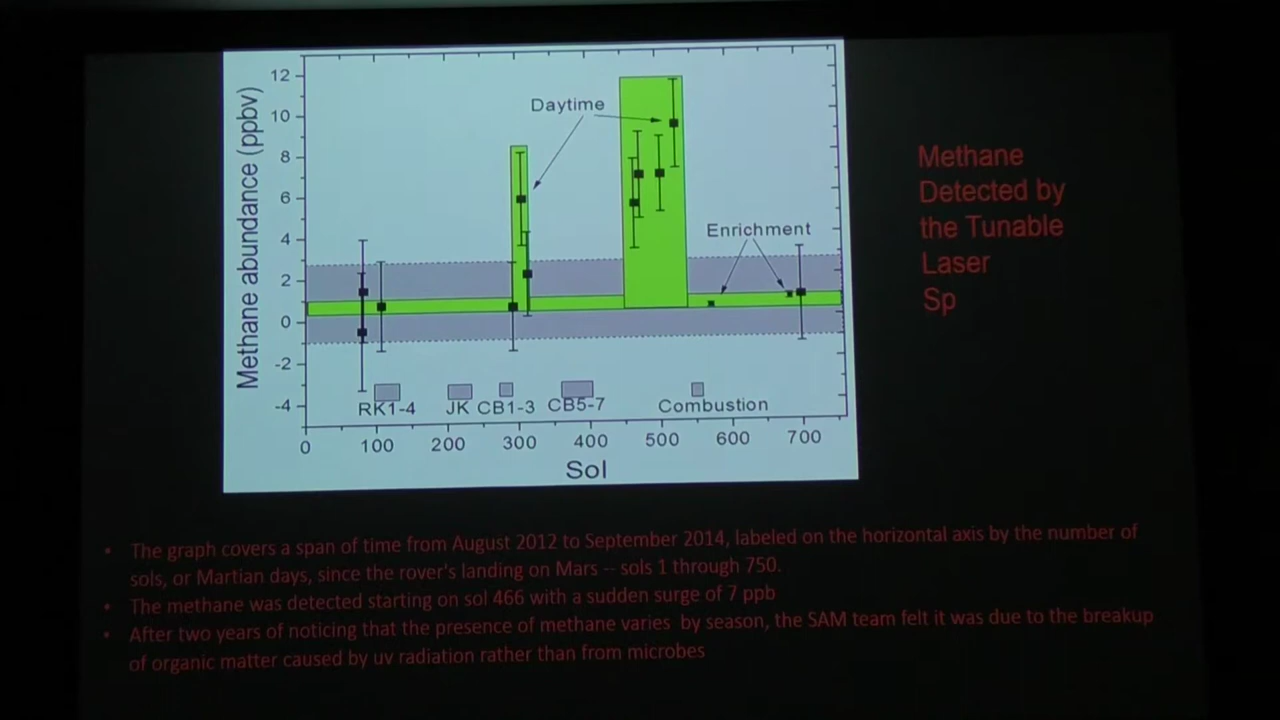 12
10
8
6
4
2
0
-2
-4
Methane abundance (ppbv)
Daytime
Enrichment
RK1-4
JK
CB1-3
CB5-7
Combustion
0
100
200
300
400
500
600
700
Sol
Methane
Detected by
the Tunable
Laser
Sp
• The graph covers a span of time from August 2012 to September 2014, labeled on the horizontal axis by the number of
sols, or Martian days, since the rover's landing on Mars -- sols 1 through 750.
• The methane was detected starting on sol 466 with a sudden surge of 7 ppb
• After two years of noticing that the presence of methane varies by season, the SAM team felt it was due to the breakup
of organic matter caused by uv radiation rather than from microbes